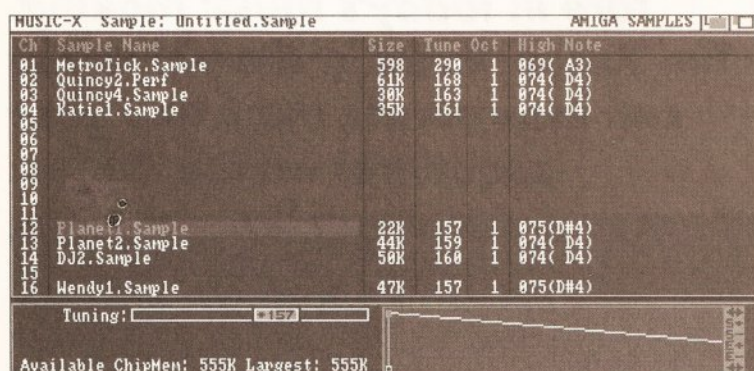 MUSIC-X Sample: Untitled.Sample AMIGA SAMPLES
Ch Sample Name Size Tune Oct High Note
01 MetroTick.Sample 598 290 1 069( A3)
02 Quincy2.Perf 61K 168 1 074( D4)
03 Quincy4.Sample 30K 163 1 074( D4)
04 Katie1.Sample 35K 161 1 074( D4)
05
06
07
08
09
10
11
12 Planet1.Sample 22K 157 1 075(D#4)
13 Planet2.Sample 44K 159 1 074( D4)
14 DJ2.Sample 50K 160 1 074( D4)
15
16 Wendy1.Sample 47K 157 1 075(D#4)
Tuning: 157
Available ChipMem: 555K Largest: 555K